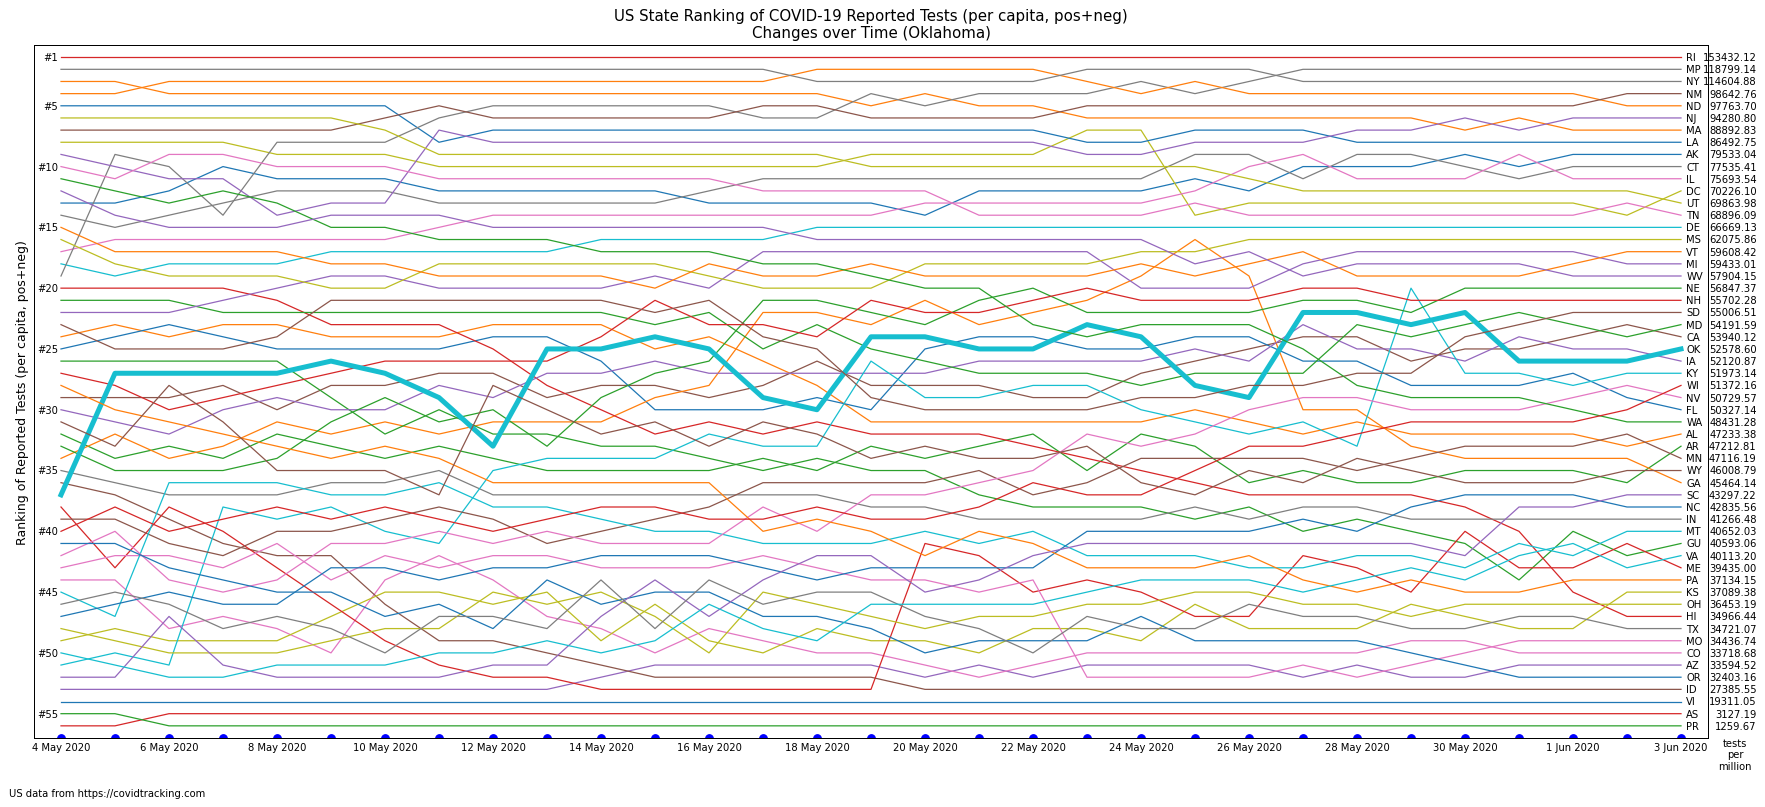 US State Ranking of COVID-19 Reported Tests (per capita, pos+neg)
Changes over Time (Oklahoma)
Ranking of Reported Tests (per capita, pos+neg)
#1
#5
#10
#15
#20
#25
#30
#35
#40
#45
#50
#55
RI 153432.12
MP 118799.14
NY 114604.88
NM 98642.76
ND 97763.70
NJ 94280.80
MA 88892.83
LA 86492.75
AK 79533.04
CT 77535.41
IL 75693.54
DC 70226.10
UT 69863.98
TN 68896.09
DE 66669.13
MS 62075.86
VT 59608.42
MI 59433.01
WV 57904.15
NE 56847.37
NH 55702.28
SD 55006.51
MD 54191.59
CA 53940.12
OK 52578.60
IA 52120.87
KY 51973.14
WI 51372.16
NV 50729.57
FL 50327.14
WA 48431.28
AL 47233.38
AR 47212.81
MN 47116.19
WY 46008.79
GA 45464.14
SC 43297.22
NC 42835.56
IN 41266.48
MT 40652.03
GU 40593.06
VA 40113.20
ME 39435.00
PA 37134.15
KS 37089.38
OH 36453.19
HI 34966.44
TX 34721.07
MO 34436.74
CO 33718.68
AZ 33594.52
OR 32403.16
ID 27385.55
VI 19311.05
AS 3127.19
PR 1259.67
4 May 2020
6 May 2020
8 May 2020
10 May 2020
12 May 2020
14 May 2020
16 May 2020
18 May 2020
20 May 2020
22 May 2020
24 May 2020
26 May 2020
28 May 2020
30 May 2020
1 Jun 2020
3 Jun 2020
tests
per
million
US data from https://covidtracking.com